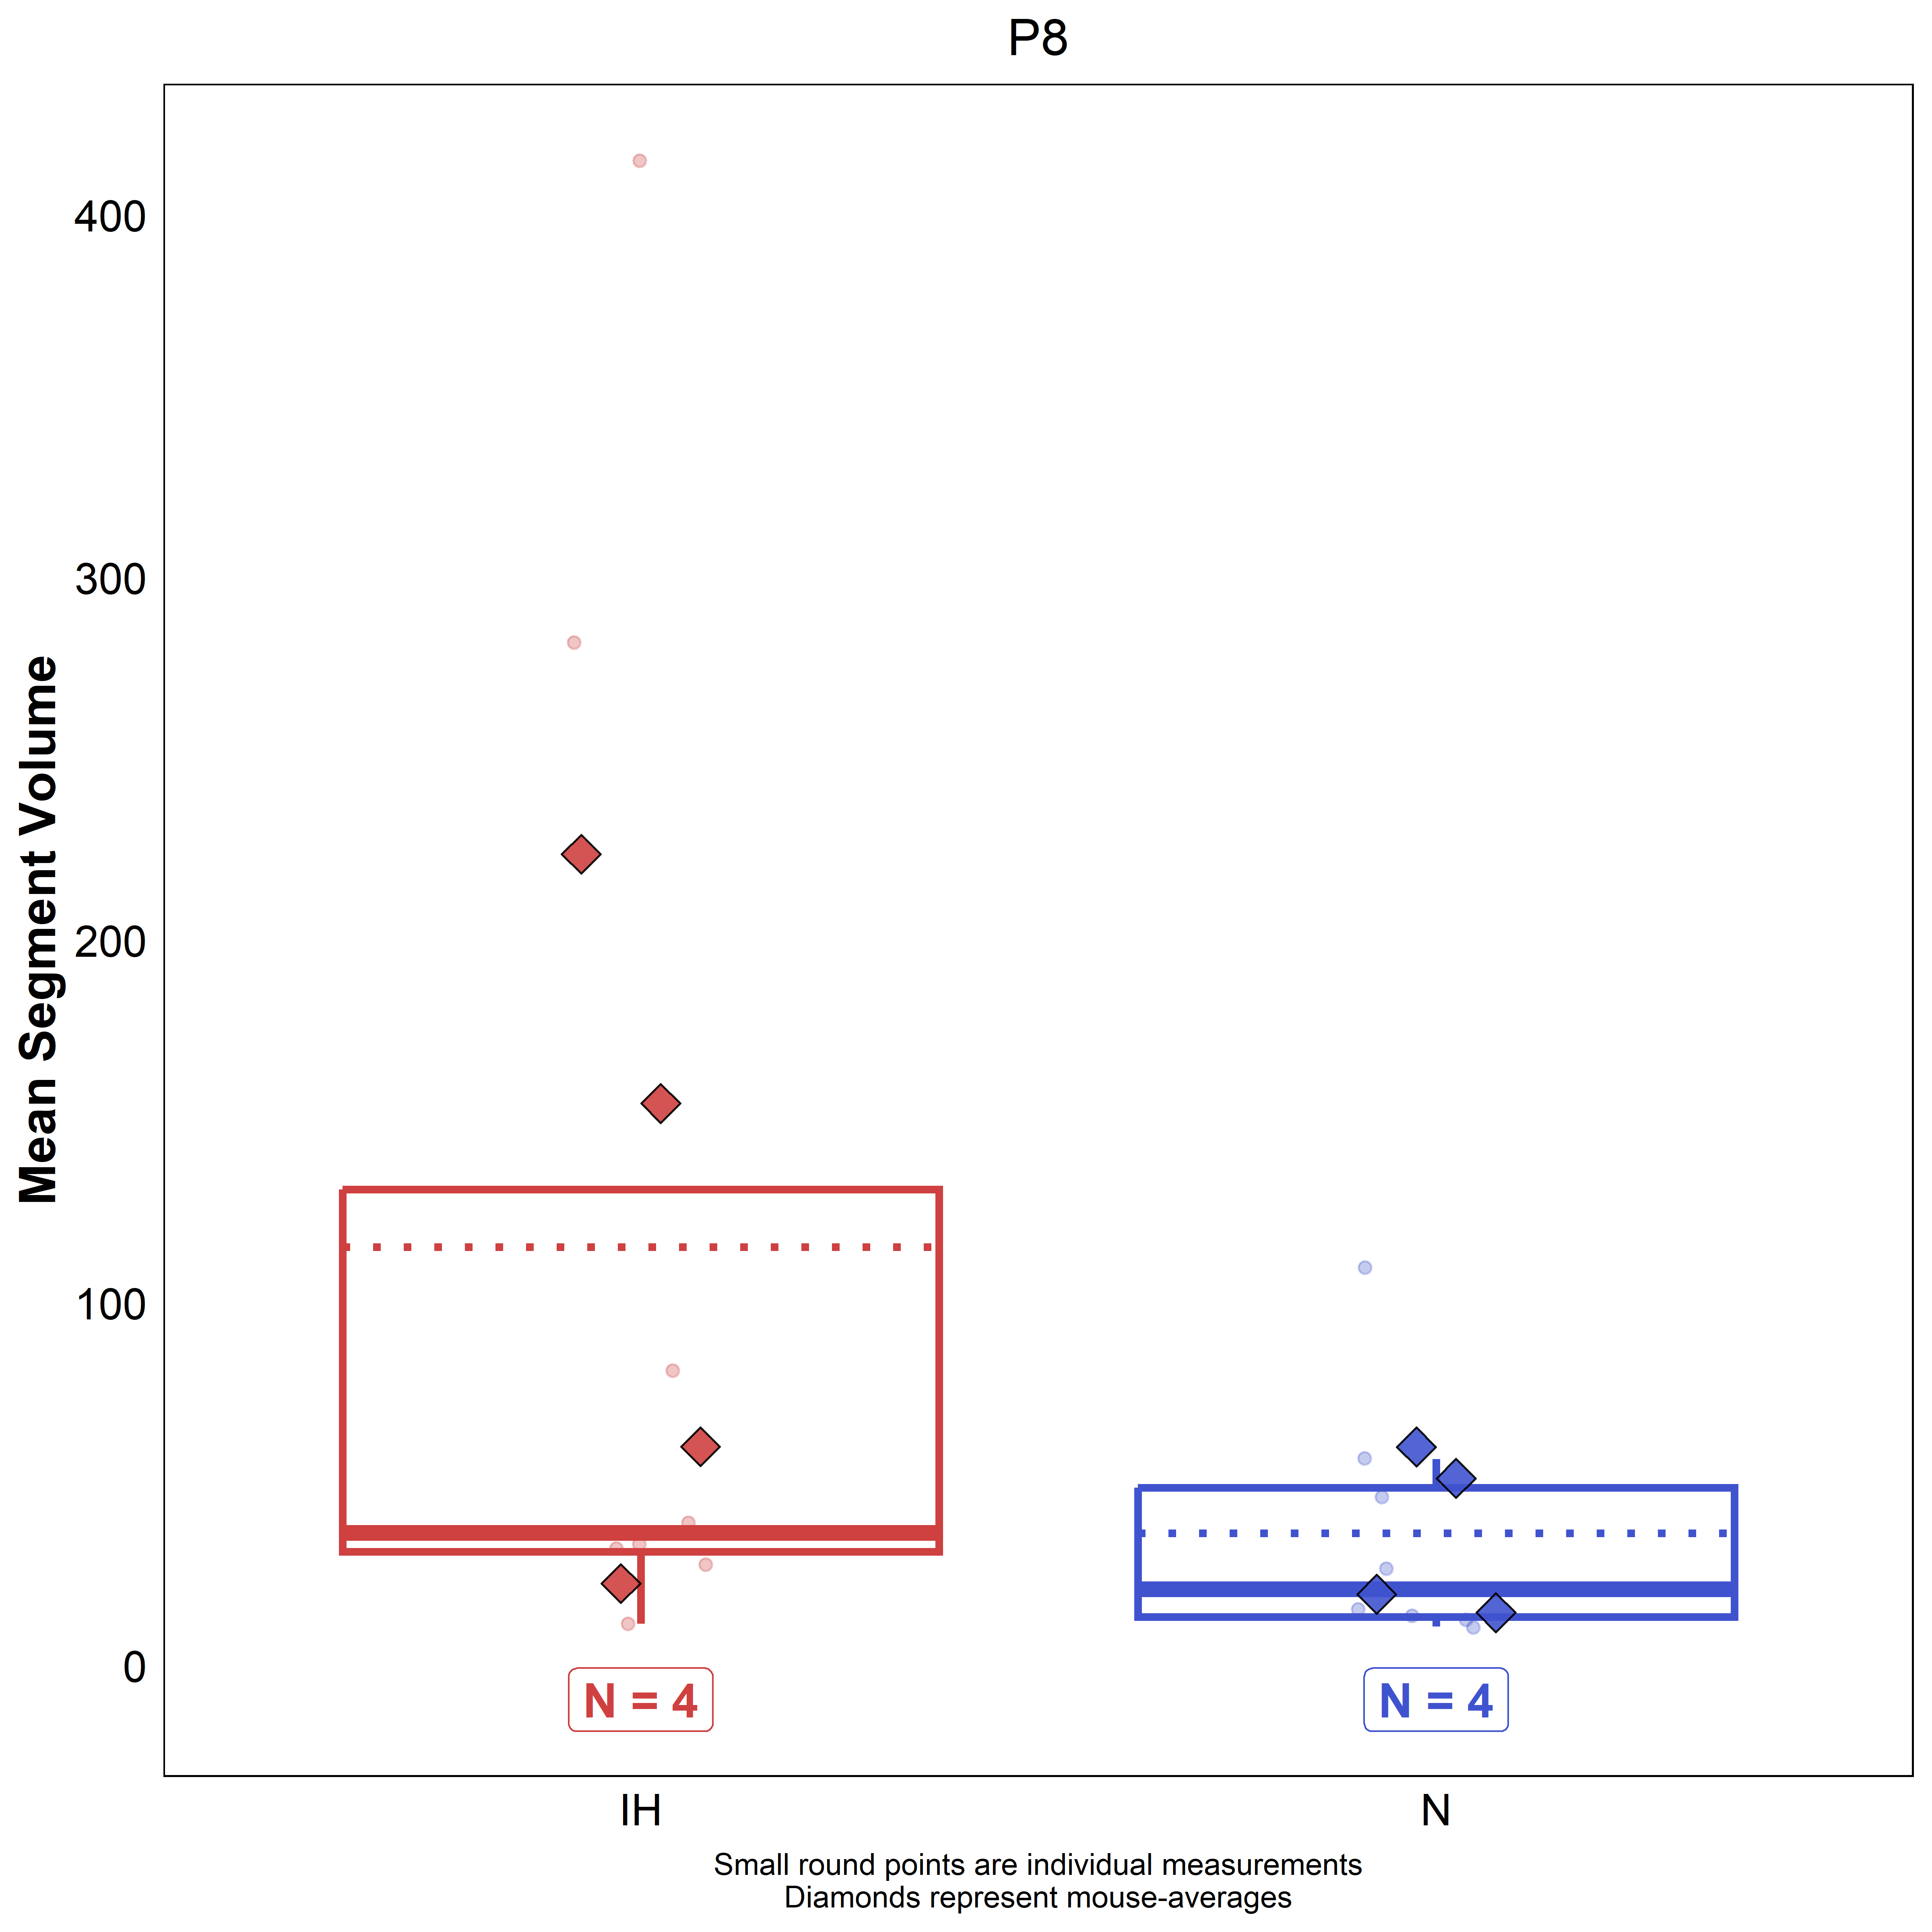 P8
Mean Segment Volume
400
300
200
100
0
N = 4
N = 4
IH
N
Small round points are individual measurements
Diamonds represent mouse-averages